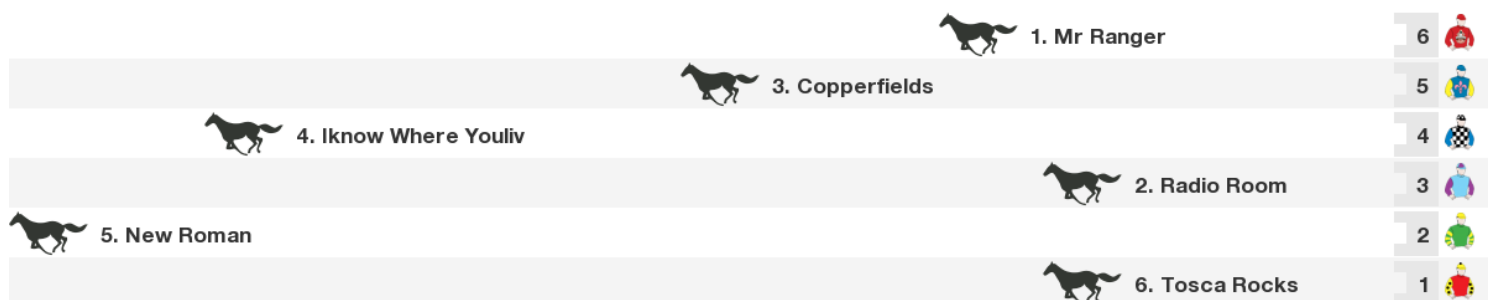 1. Mr Ranger 6
3. Copperfields 5
4. Iknow Where Youliv 4
2. Radio Room 3
5. New Roman 2
6. Tosca Rocks 1